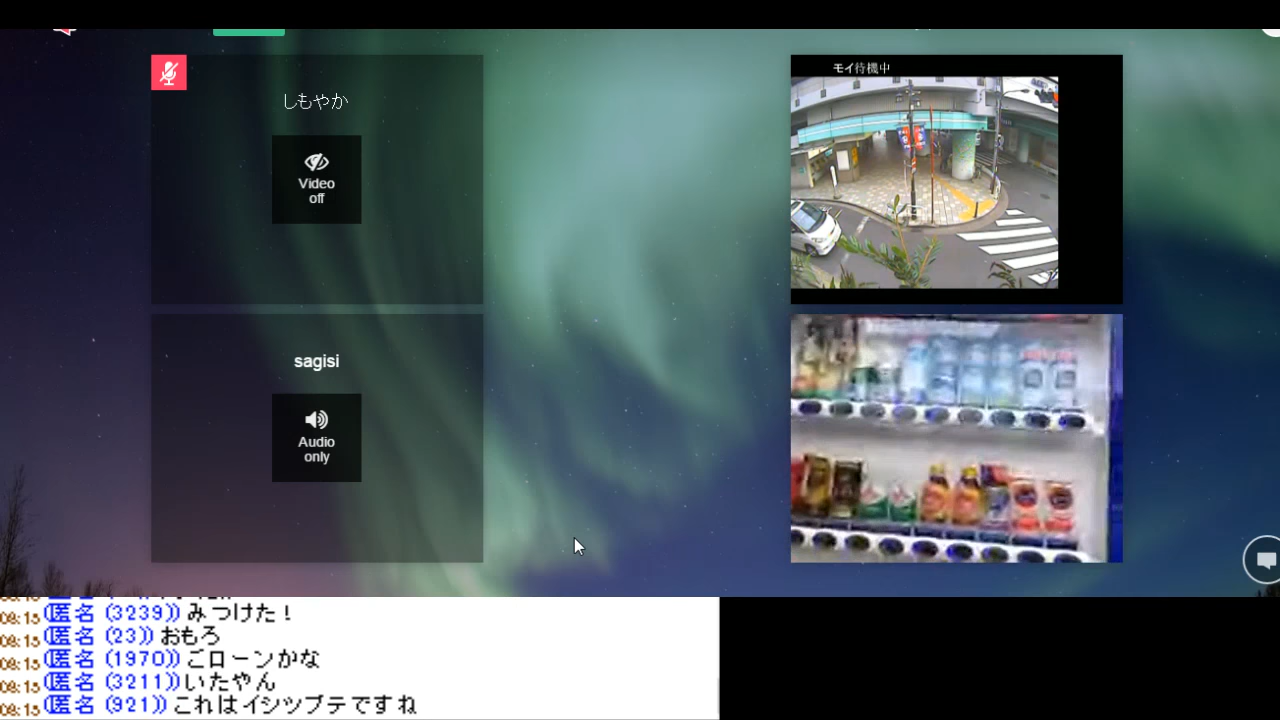 しもやか
Video
off
モイ待機中
sagisi
Audio
only
08:15 (匿名 (3239)) みつけた！
08:15 (匿名 (23)) おもろ
08:15 (匿名 (1970)) ごローンかな
08:15 (匿名 (3211)) いたやん
08:15 (匿名 (921)) これはイシツブテですね